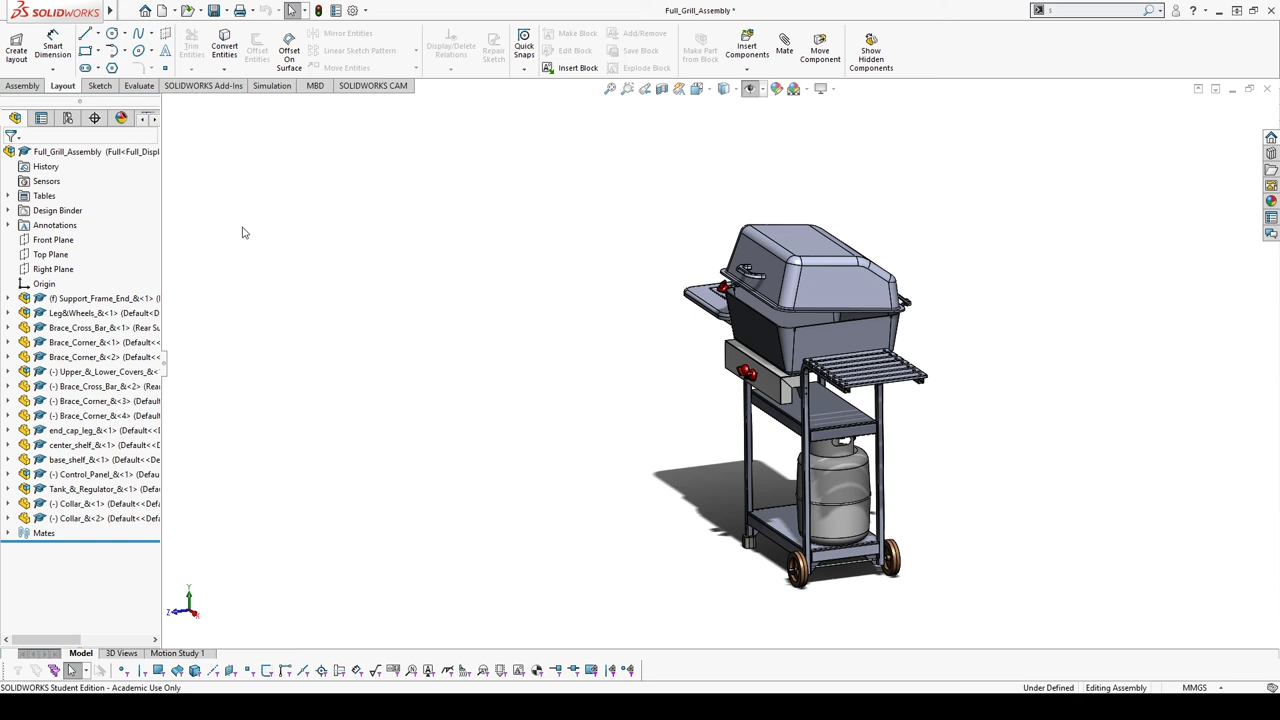 SOLIDWORKS
Full_Grill_Assembly *
s
Create layout
Smart Dimension
Trim Entities
Convert Entities
Offset Entities
Offset On Surface
Mirror Entities
Linear Sketch Pattern
Move Entities
Display/Delete Relations
Repair Sketch
Quick Snaps
Make Block
Edit Block
Insert Block
Add/Remove
Save Block
Explode Block
Make Part from Block
Insert Components
Mate
Move Component
Show Hidden Components
Assembly Layout Sketch Evaluate SOLIDWORKS Add-Ins Simulation MBD SOLIDWORKS CAM
Full_Grill_Assembly (Full<Full_Displ
History
Sensors
Tables
Design Binder
Annotations
Front Plane
Top Plane
Right Plane
Origin
(f) Support_Frame_End_&<1> (
Leg&Wheels_&<1> (Default<D
Brace_Cross_Bar_&<1> (Rear Su
Brace_Corner_&<1> (Default<<
Brace_Corner_&<2> (Default<<
(-) Upper_&_Lower_Covers_&<
(-) Brace_Cross_Bar_&<2> (Rea
(-) Brace_Corner_&<3> (Default
(-) Brace_Corner_&<4> (Default
end_cap_leg_&<1> (Default<<D
center_shelf_&<1> (Default<<D
base_shelf_&<1> (Default<<De
(-) Control_Panel_&<1> (Defau
Tank_&_Regulator_&<1> (Defau
(-) Collar_&<1> (Default<<Defa
(-) Collar_&<2> (Default<<Defa
Mates
Y
Z
X
Model 3D Views Motion Study 1
SOLIDWORKS Student Edition - Academic Use Only
Under Defined Editing Assembly MMGS